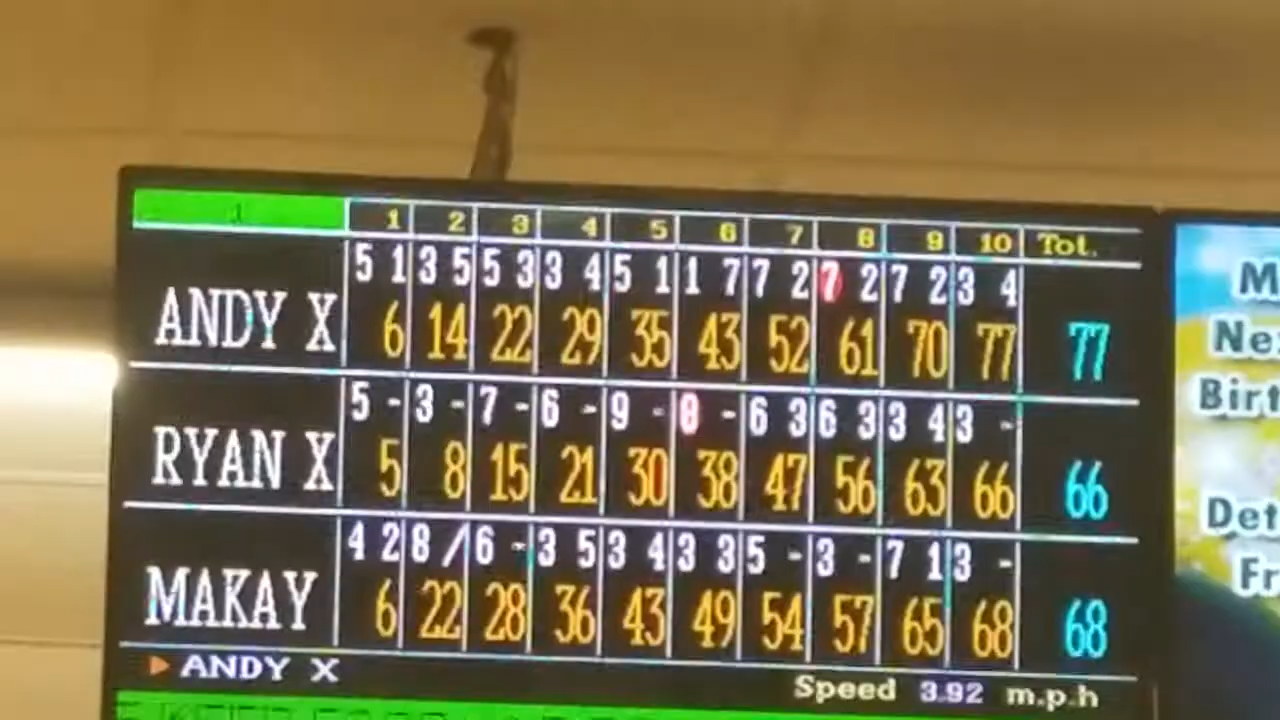 1 1 2 3 4 5 6 7 8 9 10 Tot.
5 1 3 5 5 3 3 4 5 1 1 7 7 2 7 2 7 2 3 4
ANDY X 6 14 22 29 35 43 52 61 70 77 77
5 - 3 - 7 - 6 - 9 - 8 - 6 3 6 3 3 4 3 -
RYAN X 5 8 15 21 30 38 47 56 63 66 66
4 2 8 / 6 - 3 5 3 4 3 3 5 - 3 - 7 1 3 -
MAKAY 6 22 28 36 43 49 54 57 65 68 68
ANDY X
Speed 3.92 m.p.h